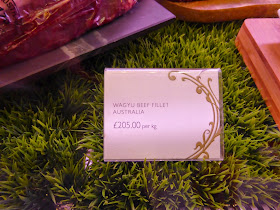 WAGYU BEEF FILLET
AUSTRALIA
£205.00 per kg